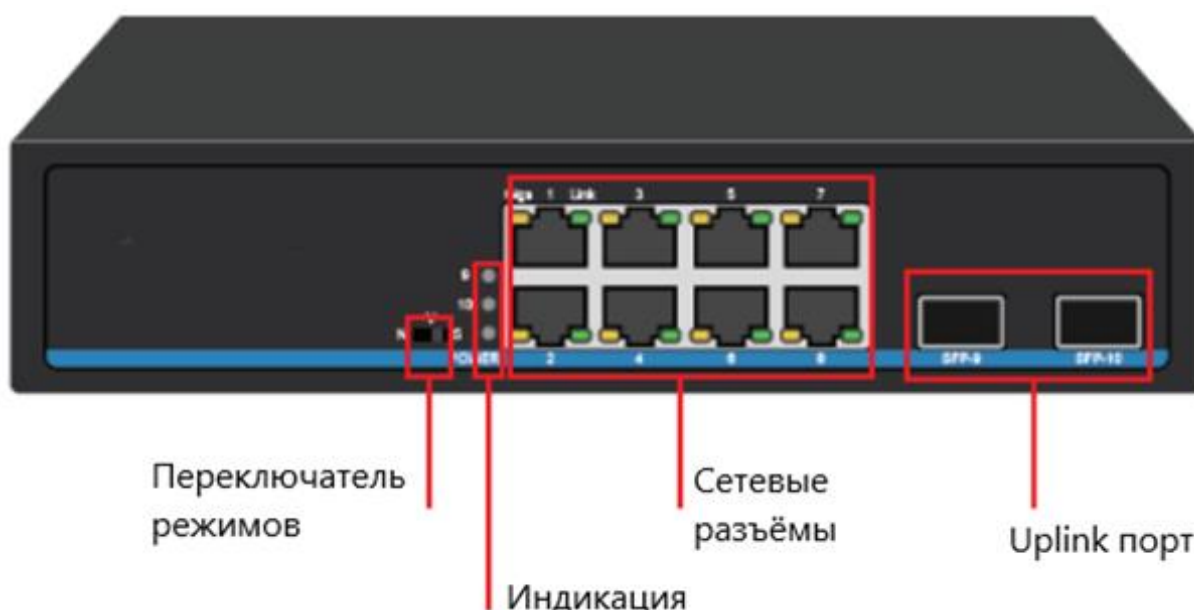 Giga 1 Link 3 5 7
9
10
V
N S
POWER 2 4 6 8 SFP-9 SFP-10
Переключатель
режимов
Сетевые
разъёмы
Uplink порт
Индикация